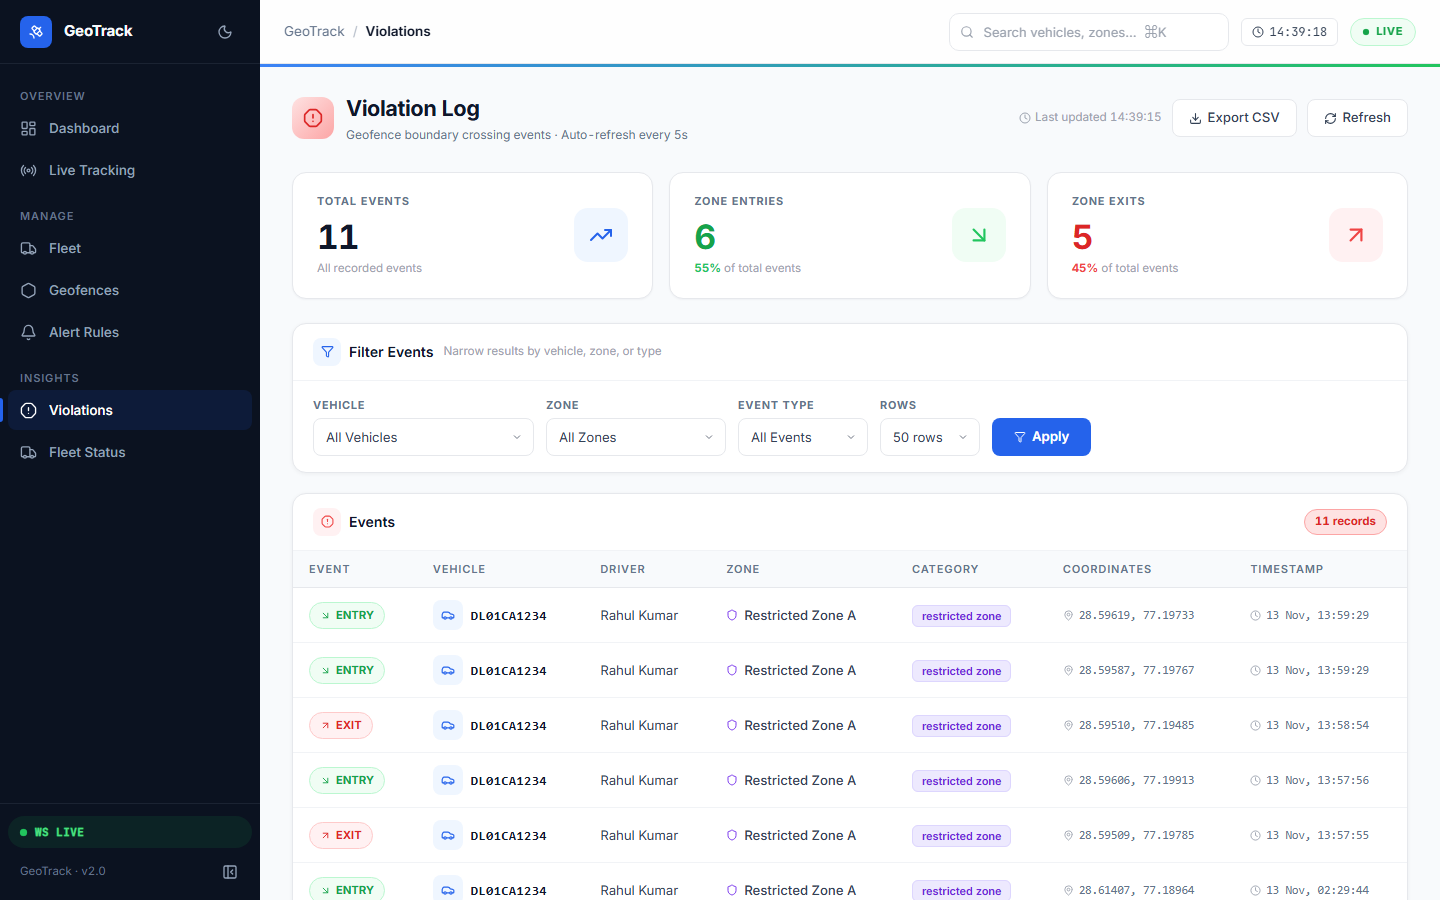 GeoTrack
OVERVIEW
Dashboard
Live Tracking
MANAGE
Fleet
Geofences
Alert Rules
INSIGHTS
Violations
Fleet Status
WS LIVE
GeoTrack · v2.0
GeoTrack / Violations
Search vehicles, zones... ⌘K
14:39:18
LIVE
Violation Log
Geofence boundary crossing events · Auto-refresh every 5s
Last updated 14:39:15
Export CSV
Refresh
TOTAL EVENTS
11
All recorded events
ZONE ENTRIES
6
55% of total events
ZONE EXITS
5
45% of total events
Filter Events Narrow results by vehicle, zone, or type
VEHICLE ZONE EVENT TYPE ROWS
All Vehicles All Zones All Events 50 rows Apply
Events 11 records
EVENT VEHICLE DRIVER ZONE CATEGORY COORDINATES TIMESTAMP
ENTRY DL01CA1234 Rahul Kumar Restricted Zone A restricted zone 28.59619, 77.19733 13 Nov, 13:59:29
ENTRY DL01CA1234 Rahul Kumar Restricted Zone A restricted zone 28.59587, 77.19767 13 Nov, 13:59:29
EXIT DL01CA1234 Rahul Kumar Restricted Zone A restricted zone 28.59510, 77.19485 13 Nov, 13:58:54
ENTRY DL01CA1234 Rahul Kumar Restricted Zone A restricted zone 28.59606, 77.19913 13 Nov, 13:57:56
EXIT DL01CA1234 Rahul Kumar Restricted Zone A restricted zone 28.59509, 77.19785 13 Nov, 13:57:55
ENTRY DL01CA1234 Rahul Kumar Restricted Zone A restricted zone 28.61407, 77.18964 13 Nov, 02:29:44